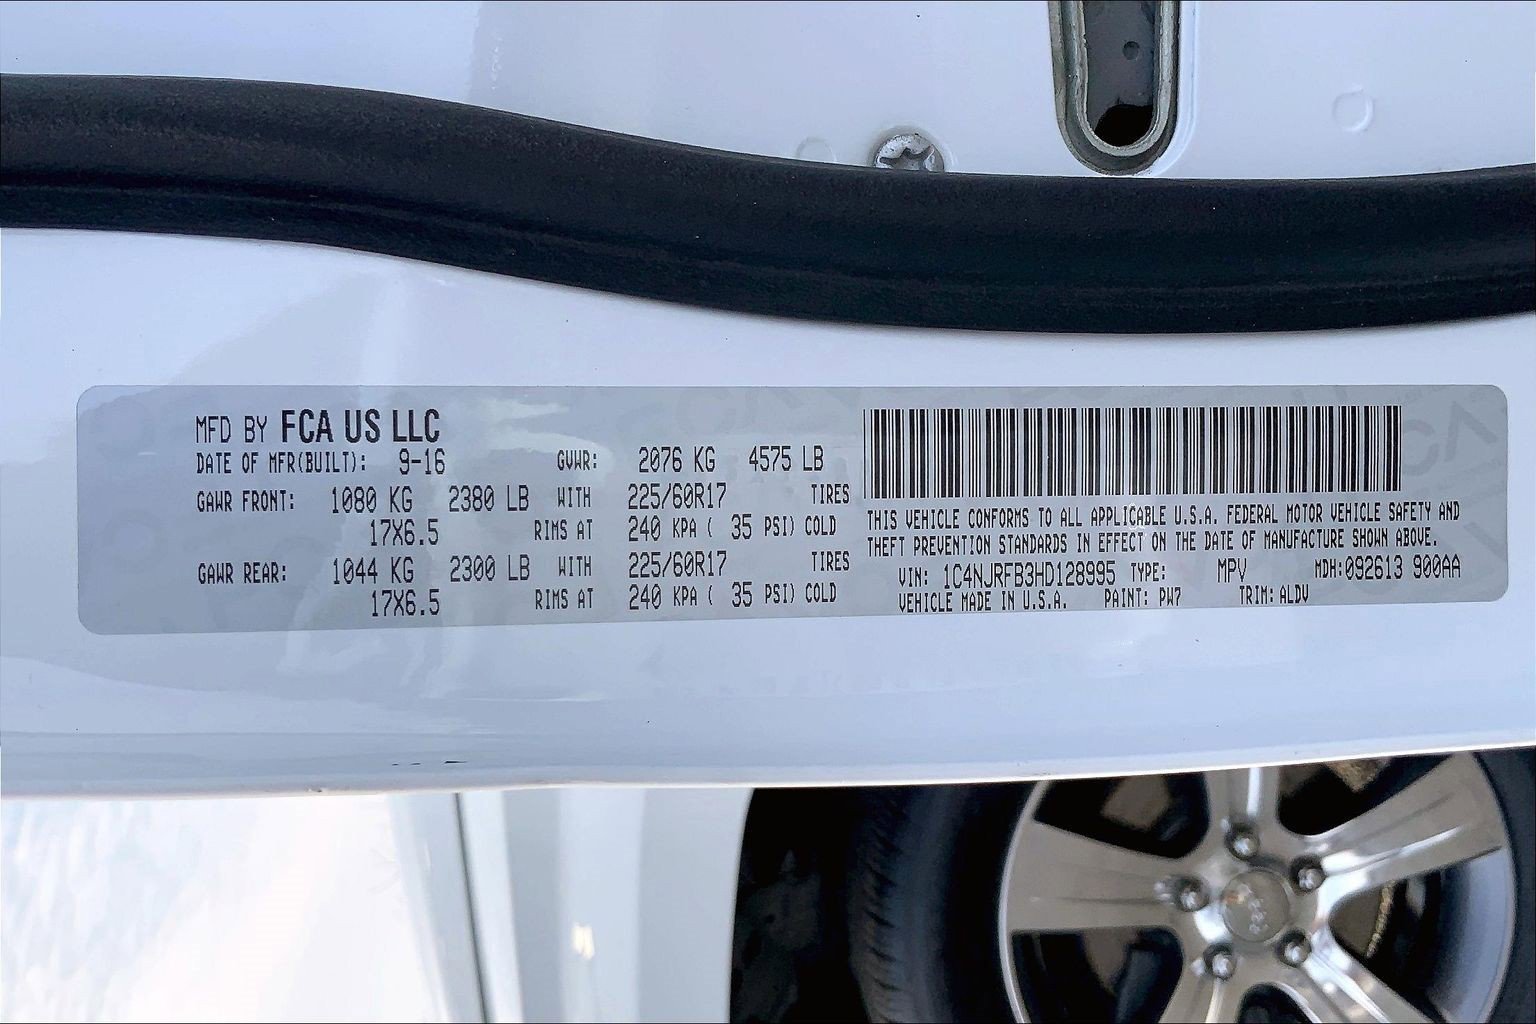 MFD BY FCA US LLC
DATE OF MFR(BUILT): 9-16 GVWR: 2076 KG 4575 LB
GAWR FRONT: 1080 KG 2380 LB WITH 225/60R17 TIRES
17X6.5 RIMS AT 240 KPA ( 35 PSI) COLD
GAWR REAR: 1044 KG 2300 LB WITH 225/60R17 TIRES
17X6.5 RIMS AT 240 KPA ( 35 PSI) COLD
THIS VEHICLE CONFORMS TO ALL APPLICABLE U.S.A. FEDERAL MOTOR VEHICLE SAFETY AND
THEFT PREVENTION STANDARDS IN EFFECT ON THE DATE OF MANUFACTURE SHOWN ABOVE.
VIN: 1C4NJRFB3HD128995 TYPE: MPV MDH:092613 900AA
VEHICLE MADE IN U.S.A. PAINT: PW7 TRIM: ALDV
Jeep